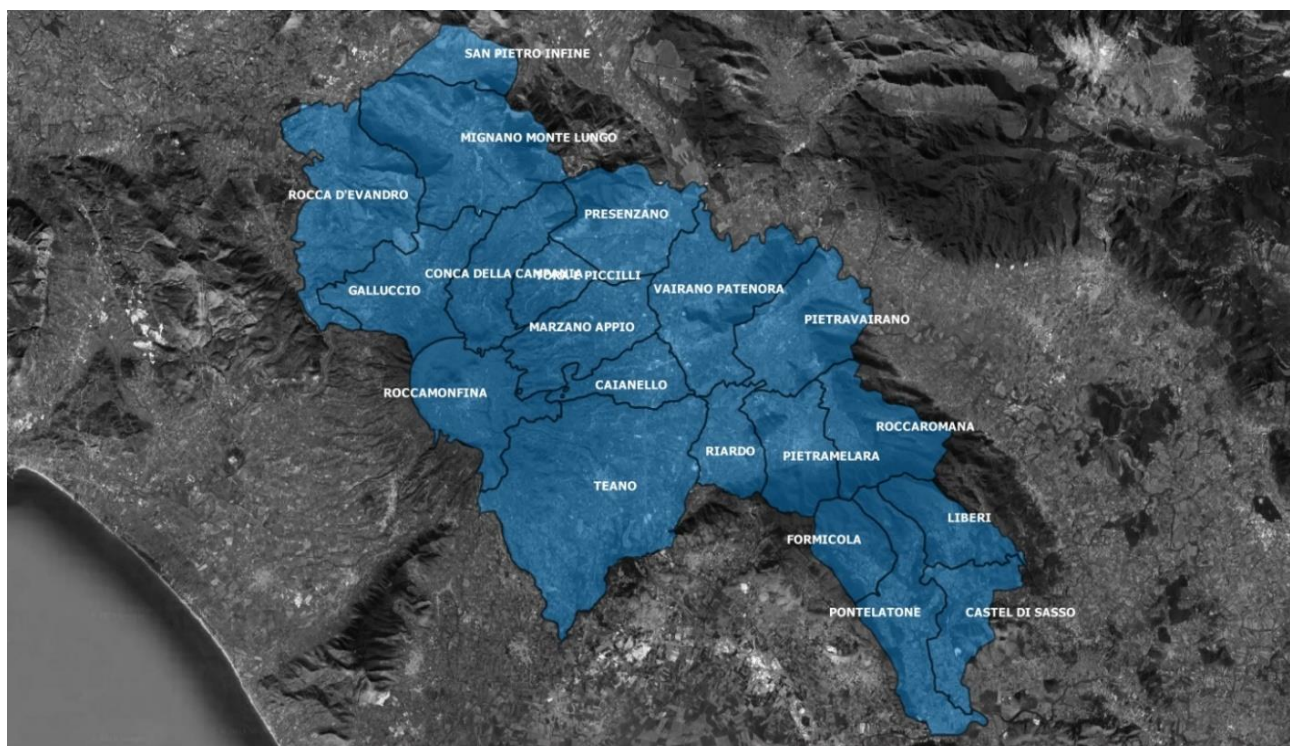 SAN PIETRO INFINE
MIGNANO MONTE LUNGO
ROCCA D'EVANDRO
PRESENZANO
CONCA DELLA CAMPANIA
PICCILLI
GALLUCCIO
VAIRANO PATENORA
PIETRAVAIRANO
MARZANO APPIO
CAIANELLO
ROCCAMONFINA
ROCCAROMANA
RIARDO
PIETRAMELARA
TEANO
LIBERI
FORMICOLA
PONTELATONE
CASTEL DI SASSO